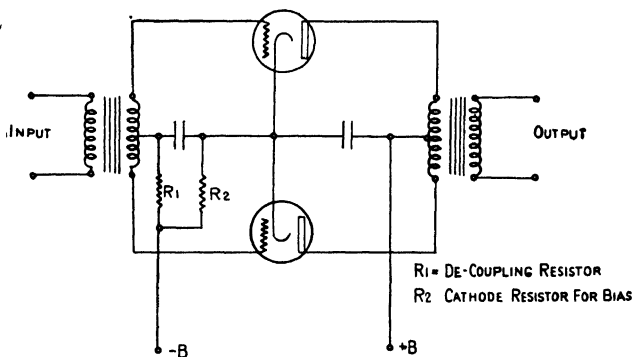 INPUT
OUTPUT
R1
R2
R1= DE-COUPLING RESISTOR
R2 CATHODE RESISTOR FOR BIAS
-B
+B